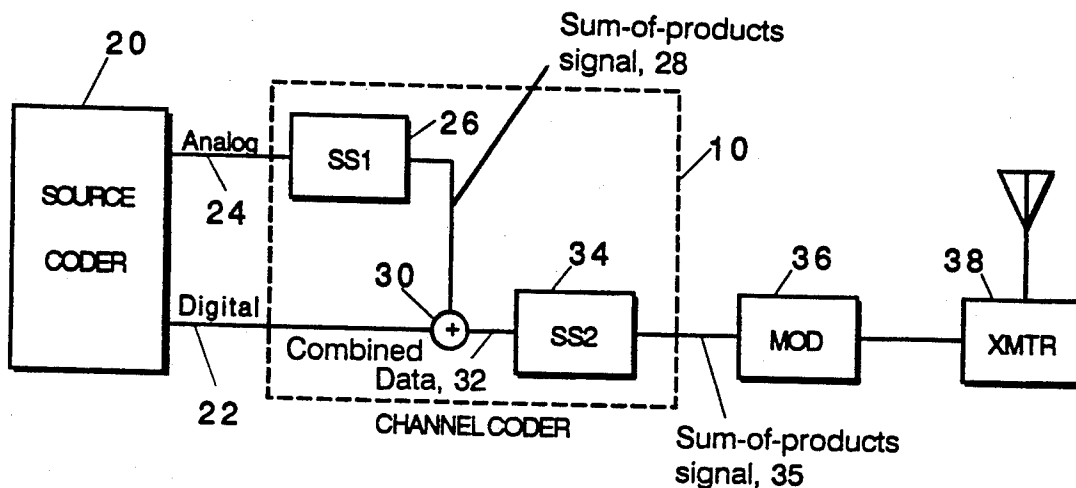 20
Sum-of-products
signal, 28
26
Analog
SS1
10
SOURCE
CODER
24
30
34
36
38
Digital
+
SS2
MOD
XMTR
Combined
Data, 32
22
CHANNEL CODER
Sum-of-products
signal, 35